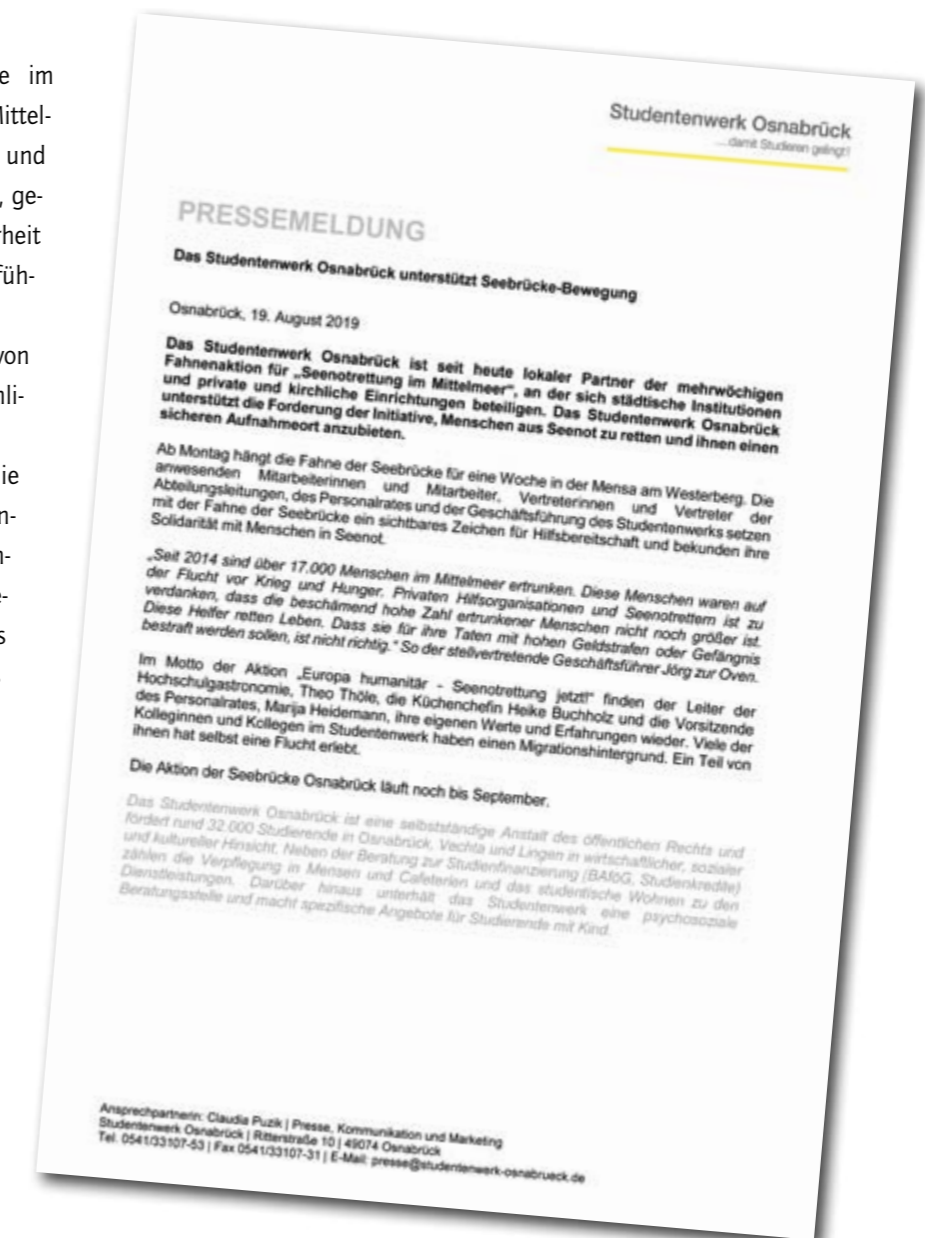 e im
Mittel-
und
, ge-
rheit
füh-
von
nli-
ie
n-
n-
e-
s
.
Studentenwerk Osnabrück
...damit Studieren gelingt!
PRESSEMELDUNG
Das Studentenwerk Osnabrück unterstützt Seebrücke-Bewegung
Osnabrück, 19. August 2019
Das Studentenwerk Osnabrück ist seit heute lokaler Partner der mehrwöchigen
Fahnenaktion für „Seenotrettung im Mittelmeer“, an der sich städtische Institutionen
und private und kirchliche Einrichtungen beteiligen. Das Studentenwerk Osnabrück
unterstützt die Forderung der Initiative, Menschen aus Seenot zu retten und ihnen einen
sicheren Aufnahmeort anzubieten.
Ab Montag hängt die Fahne der Seebrücke für eine Woche in der Mensa am Westerberg. Die
anwesenden Mitarbeiterinnen und Mitarbeiter, Vertreterinnen und Vertreter der
Abteilungsleitungen, des Personalrates und der Geschäftsführung des Studentenwerks setzen
mit der Fahne der Seebrücke ein sichtbares Zeichen für Hilfsbereitschaft und bekunden ihre
Solidarität mit Menschen in Seenot.
„Seit 2014 sind über 17.000 Menschen im Mittelmeer ertrunken. Diese Menschen waren auf
der Flucht vor Krieg und Hunger. Privaten Hilfsorganisationen und Seenotrettern ist zu
verdanken, dass die beschämend hohe Zahl ertrunkener Menschen nicht noch größer ist.
Diese Helfer retten Leben. Dass sie für ihre Taten mit hohen Geldstrafen oder Gefängnis
bestraft werden sollen, ist nicht richtig.“ So der stellvertretende Geschäftsführer Jörg zur Oven.
Im Motto der Aktion „Europa humanitär - Seenotrettung jetzt!“ finden der Leiter der
Hochschulgastronomie, Theo Thöle, die Küchenchefin Heike Buchholz und die Vorsitzende
des Personalrates, Marija Heidemann, ihre eigenen Werte und Erfahrungen wieder. Viele der
Kolleginnen und Kollegen im Studentenwerk haben einen Migrationshintergrund. Ein Teil von
ihnen hat selbst eine Flucht erlebt.
Die Aktion der Seebrücke Osnabrück läuft noch bis September.
Das Studentenwerk Osnabrück ist eine selbstständige Anstalt des öffentlichen Rechts und
fördert rund 32.000 Studierende in Osnabrück, Vechta und Lingen in wirtschaftlicher, sozialer
und kultureller Hinsicht. Neben der Beratung zur Studienfinanzierung (BAföG, Studienkredite)
zählen die Verpflegung in Mensen und Cafeterien und das studentische Wohnen zu den
Dienstleistungen. Darüber hinaus unterhält das Studentenwerk eine psychosoziale
Beratungsstelle und macht spezifische Angebote für Studierende mit Kind.
Ansprechpartnerin: Claudia Puzik | Presse, Kommunikation und Marketing
Studentenwerk Osnabrück | Ritterstraße 10 | 49074 Osnabrück
Tel. 0541/33107-53 | Fax 0541/33107-31 | E-Mail: presse@studentenwerk-osnabrueck.de